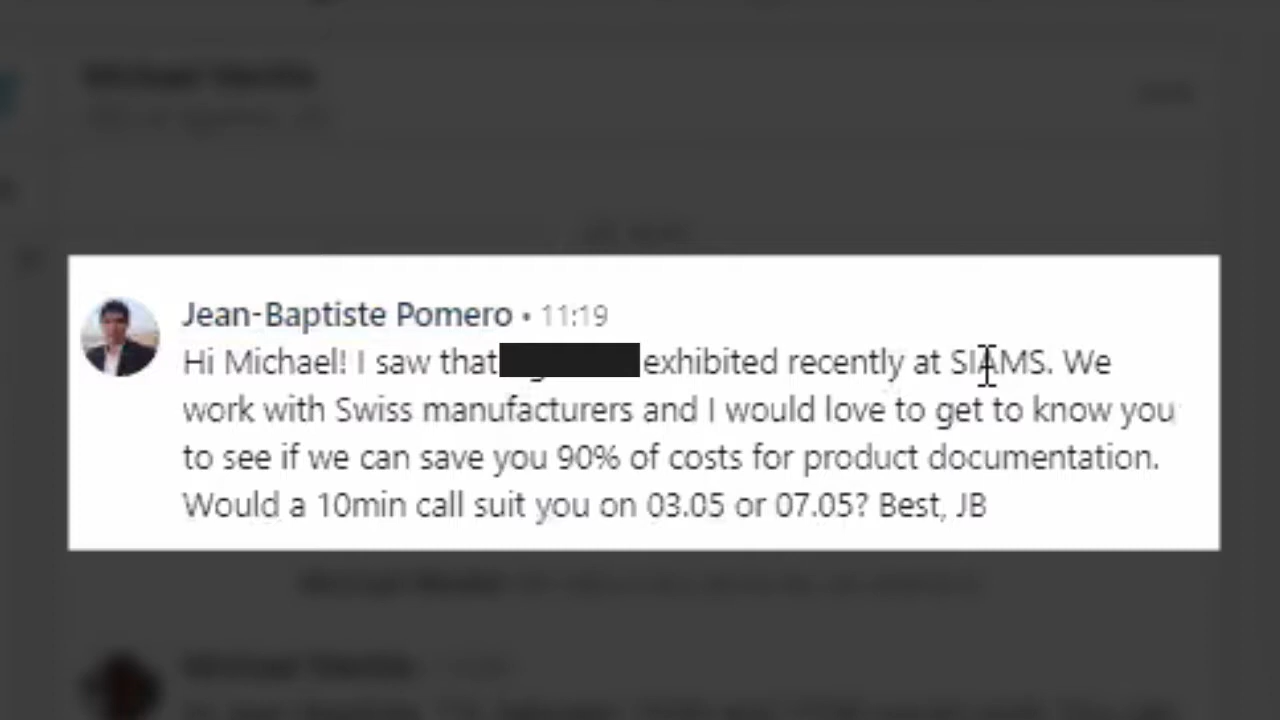 Jean-Baptiste Pomero • 11:19
Hi Michael! I saw that exhibited recently at SIAMS. We
work with Swiss manufacturers and I would love to get to know you
to see if we can save you 90% of costs for product documentation.
Would a 10min call suit you on 03.05 or 07.05? Best, JB